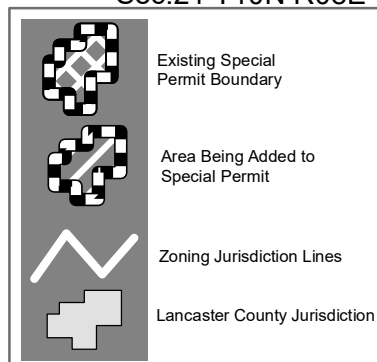 Existing Special
Permit Boundary
Area Being Added to
Special Permit
Zoning Jurisdiction Lines
Lancaster County Jurisdiction